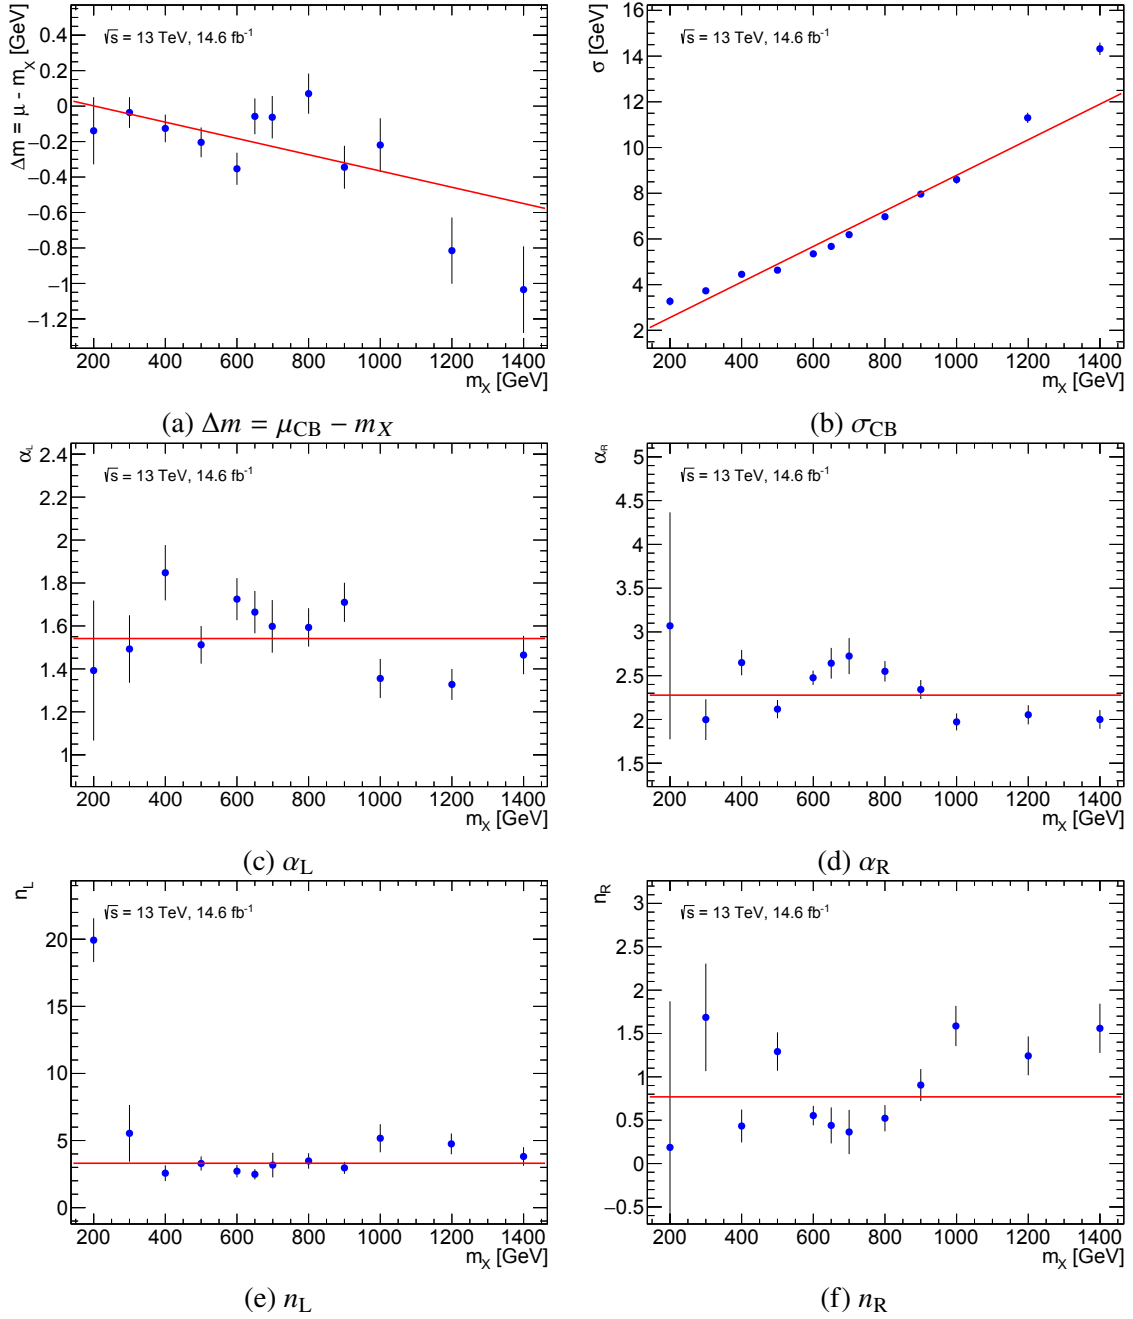 Δm = μ - m_X [GeV]
√s = 13 TeV, 14.6 fb⁻¹
0.4
0.2
0
−0.2
−0.4
−0.6
−0.8
−1
−1.2
200 400 600 800 1000 1200 1400
m_X [GeV]
(a) Δm = μ_CB − m_X
σ [GeV]
√s = 13 TeV, 14.6 fb⁻¹
16
14
12
10
8
6
4
2
200 400 600 800 1000 1200 1400
m_X [GeV]
(b) σ_CB
α_L
√s = 13 TeV, 14.6 fb⁻¹
2.4
2.2
2
1.8
1.6
1.4
1.2
1
200 400 600 800 1000 1200 1400
m_X [GeV]
(c) α_L
α_R
√s = 13 TeV, 14.6 fb⁻¹
5
4.5
4
3.5
3
2.5
2
1.5
200 400 600 800 1000 1200 1400
m_X [GeV]
(d) α_R
n_L
√s = 13 TeV, 14.6 fb⁻¹
20
15
10
5
0
200 400 600 800 1000 1200 1400
m_X [GeV]
(e) n_L
n_R
√s = 13 TeV, 14.6 fb⁻¹
3
2.5
2
1.5
1
0.5
0
−0.5
200 400 600 800 1000 1200 1400
m_X [GeV]
(f) n_R